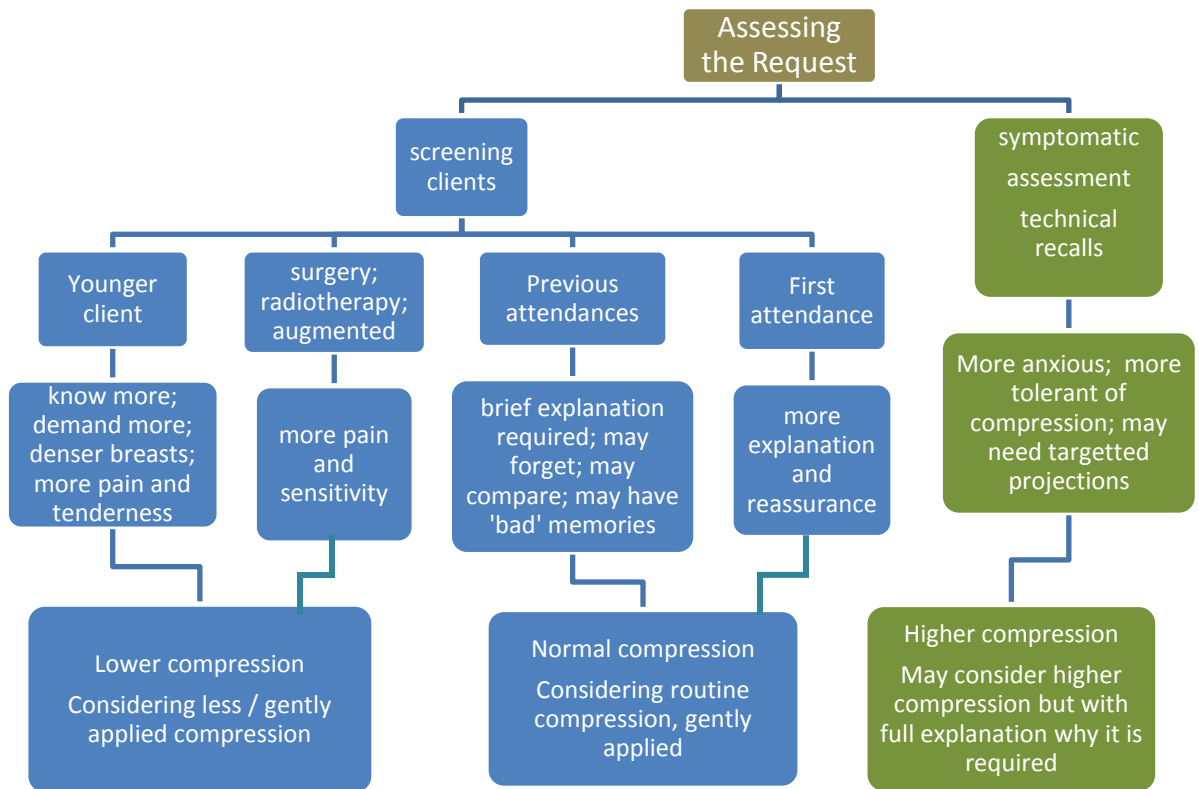 Assessing
the Request
screening
clients
symptomatic
assessment
technical
recalls
Younger
client
surgery;
radiotherapy;
augmented
Previous
attendances
First
attendance
know more;
demand more;
denser breasts;
more pain and
tenderness
more pain
and
sensitivity
brief explanation
required; may
forget; may
compare; may have
'bad' memories
more
explanation
and
reassurance
More anxious;  more
tolerant of
compression; may
need targetted
projections
Lower compression
Considering less / gently
applied compression
Normal compression
Considering routine
compression, gently
applied
Higher compression
May consider higher
compression but with
full explanation why it is
required